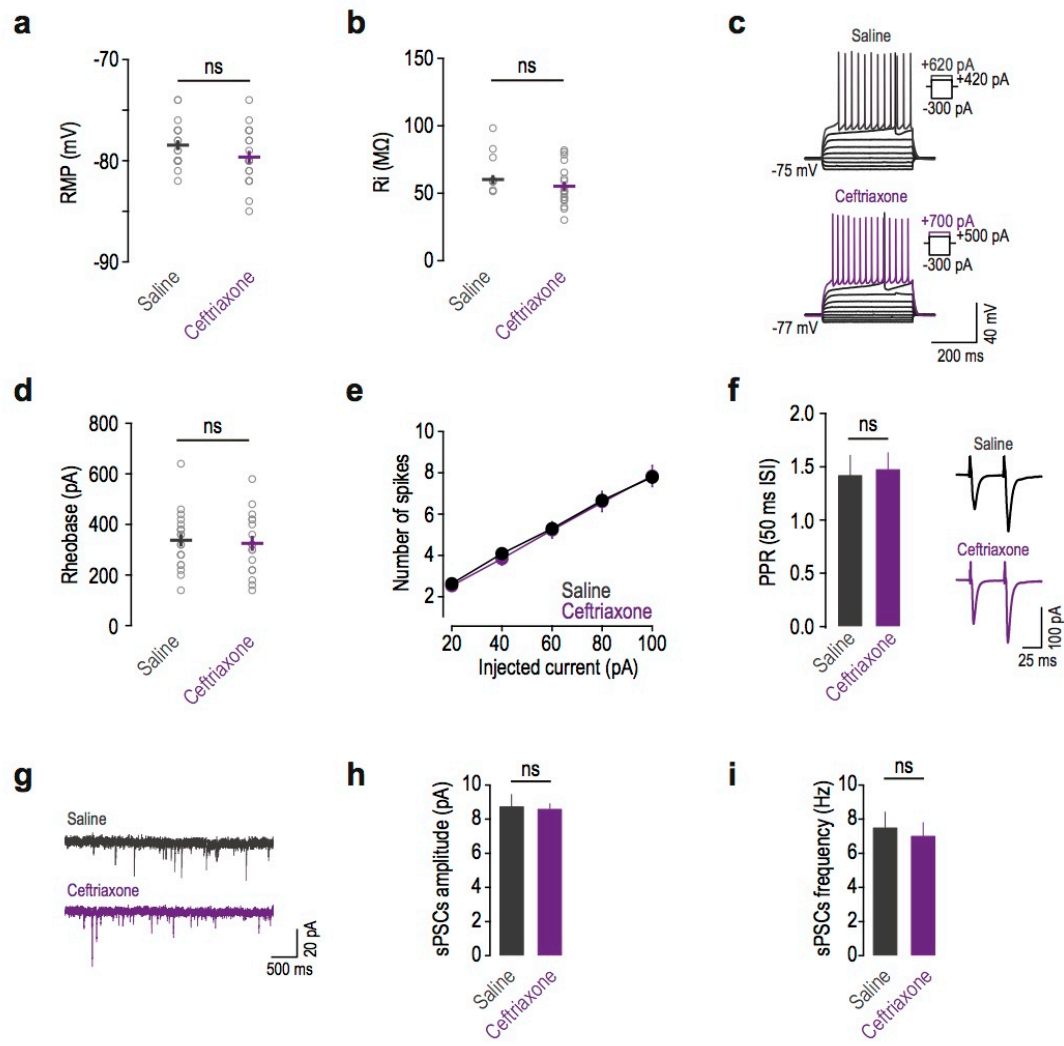 a
-70
-80
-90
RMP (mV)
ns
Saline
Ceftriaxone
b
150
100
50
0
Ri (MΩ)
ns
Saline
Ceftriaxone
c
Saline
+620 pA
+420 pA
-300 pA
-75 mV
Ceftriaxone
+700 pA
+500 pA
-300 pA
-77 mV
40 mV
200 ms
d
800
600
400
200
0
Rheobase (pA)
ns
Saline
Ceftriaxone
e
10
8
6
4
2
Number of spikes
Saline
Ceftriaxone
20 40 60 80 100
Injected current (pA)
f
2.0
1.5
1.0
0.5
0.0
PPR (50 ms ISI)
ns
Saline
Ceftriaxone
Saline
Ceftriaxone
100 pA
25 ms
g
Saline
Ceftriaxone
20 pA
500 ms
h
10
8
6
4
2
0
sPSCs amplitude (pA)
ns
Saline
Ceftriaxone
i
10
8
6
4
2
0
sPSCs frequency (Hz)
ns
Saline
Ceftriaxone